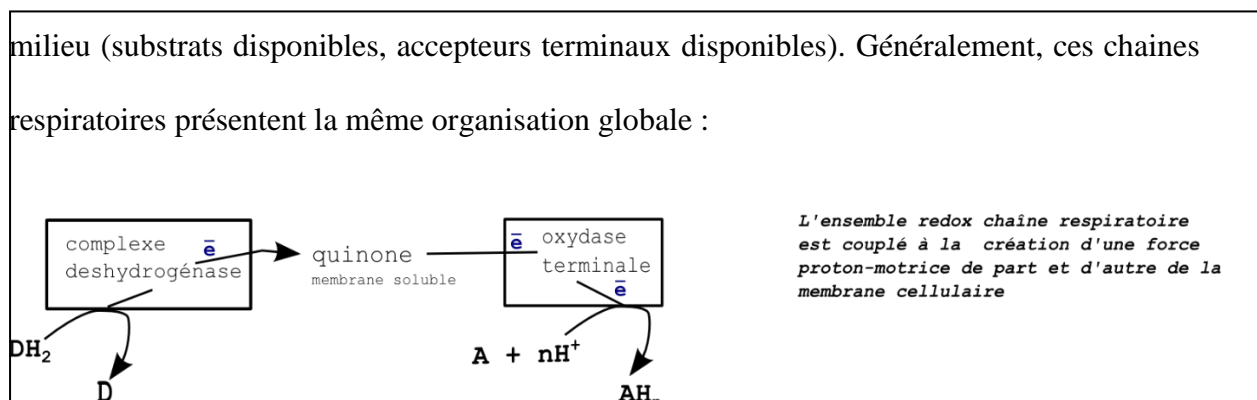 milieu (substrats disponibles, accepteurs terminaux disponibles). Généralement, ces chaines
respiratoires présentent la même organisation globale :
complexe
deshydrogénase
e̅
quinone
membrane soluble
e̅
oxydase
terminale
e̅
DH₂
D
A + nH⁺
AHₙ
L'ensemble redox chaîne respiratoire
est couplé à la création d'une force
proton-motrice de part et d'autre de la
membrane cellulaire